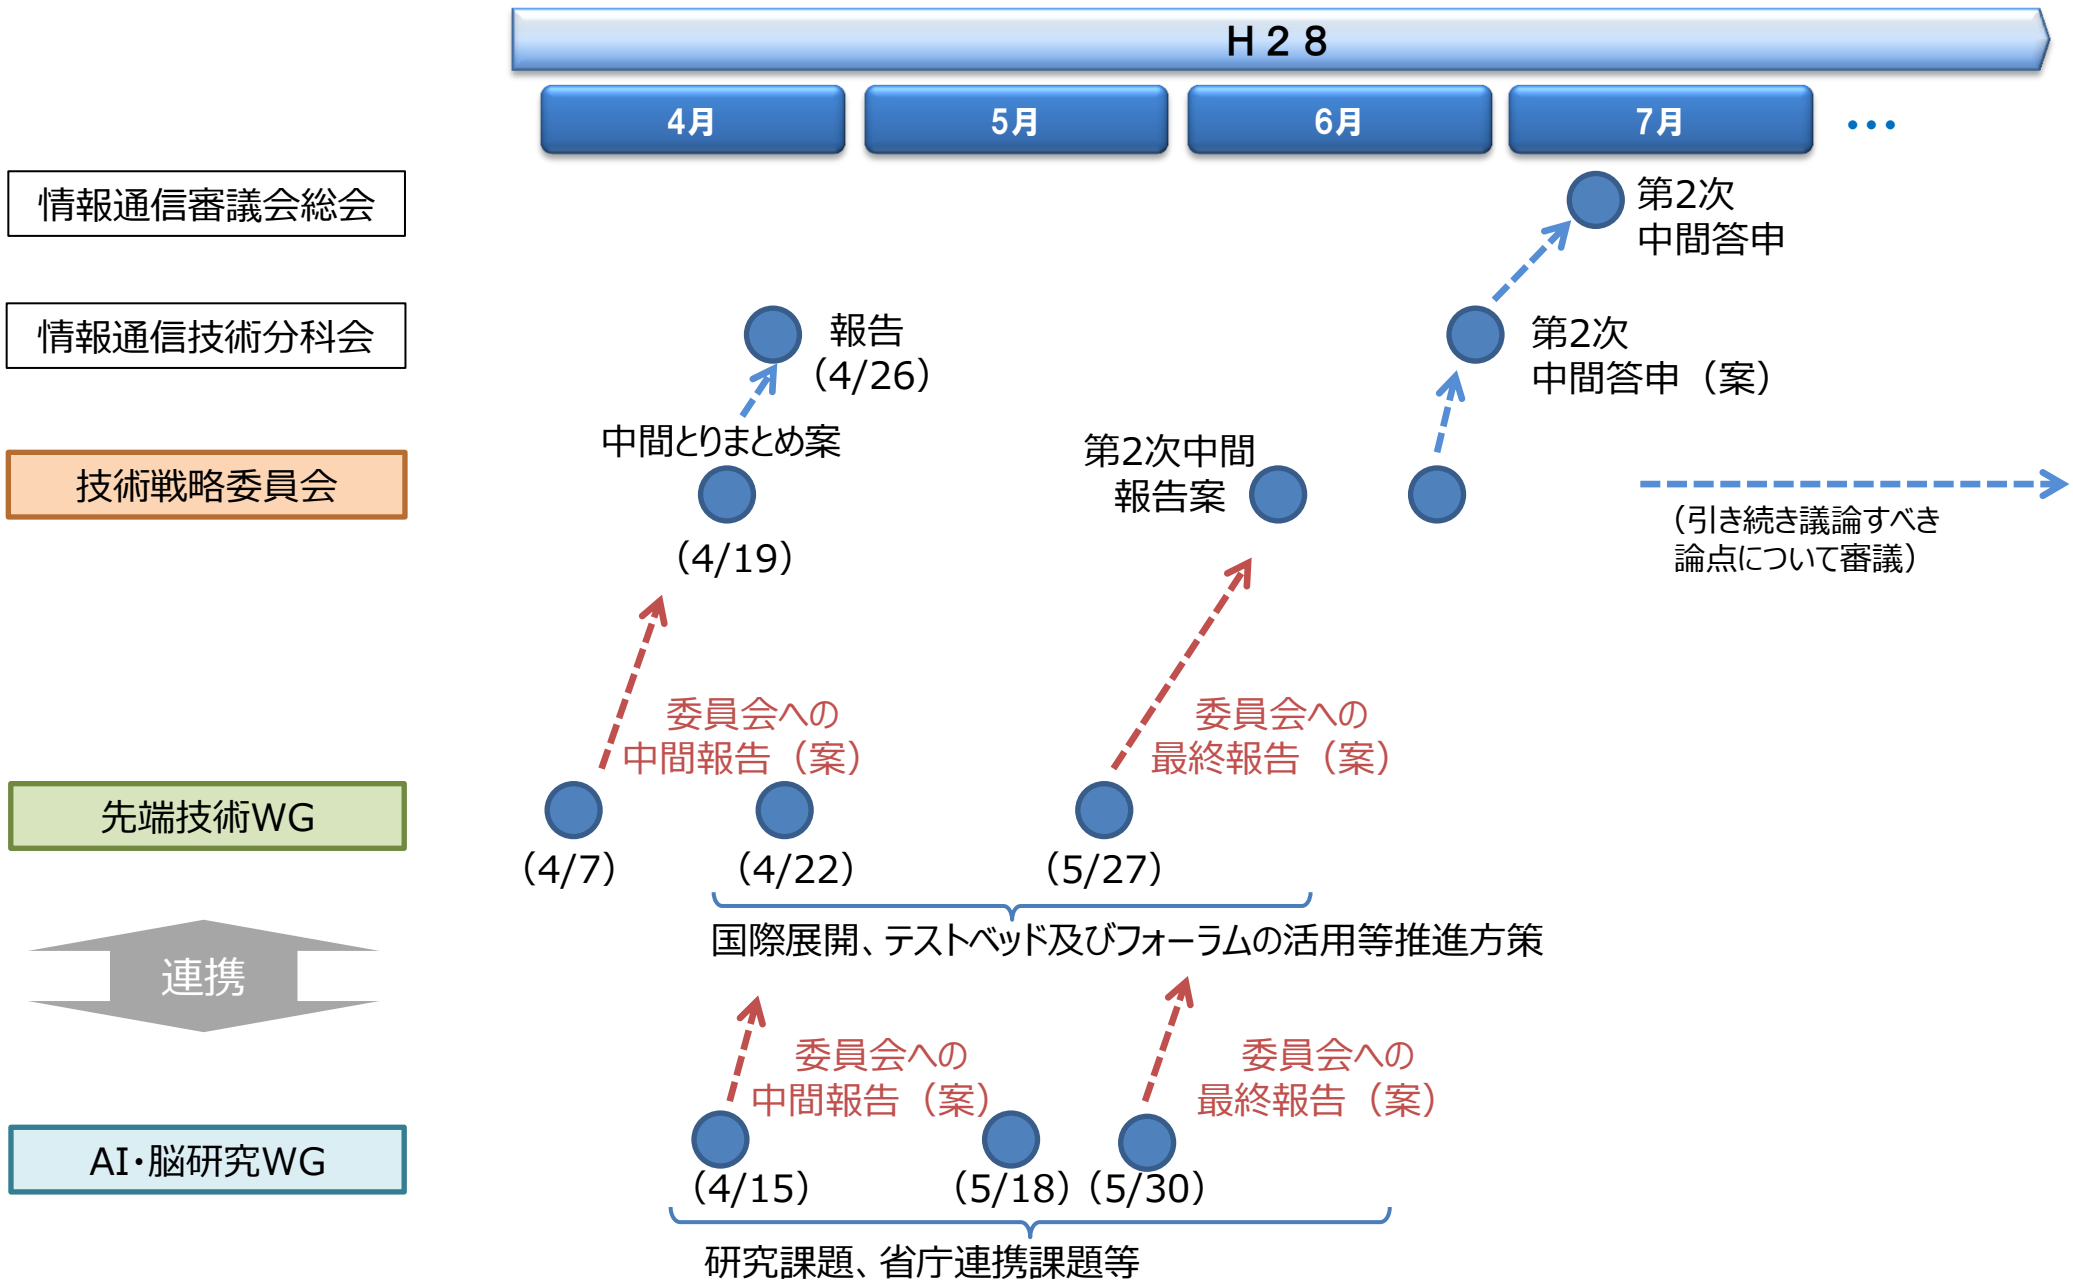 H28
4月
5月
6月
7月
・・・
情報通信審議会総会
第2次
中間答申
情報通信技術分科会
報告
（4/26）
第2次
中間答申（案）
技術戦略委員会
中間とりまとめ案
（4/19）
第2次中間
報告案
（引き続き議論すべき
論点について審議）
委員会への
中間報告（案）
委員会への
最終報告（案）
先端技術WG
（4/7）
（4/22）
（5/27）
国際展開、テストベッド及びフォーラムの活用等推進方策
連携
委員会への
中間報告（案）
委員会への
最終報告（案）
AI・脳研究WG
（4/15）
（5/18）
（5/30）
研究課題、省庁連携課題等